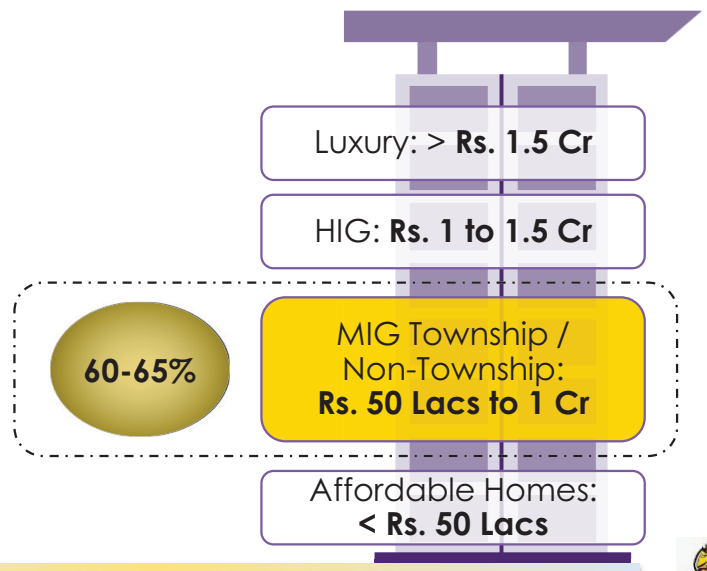 Luxury: > Rs. 1.5 Cr
HIG: Rs. 1 to 1.5 Cr
60-65%
MIG Township /
Non-Township:
Rs. 50 Lacs to 1 Cr
Affordable Homes:
< Rs. 50 Lacs